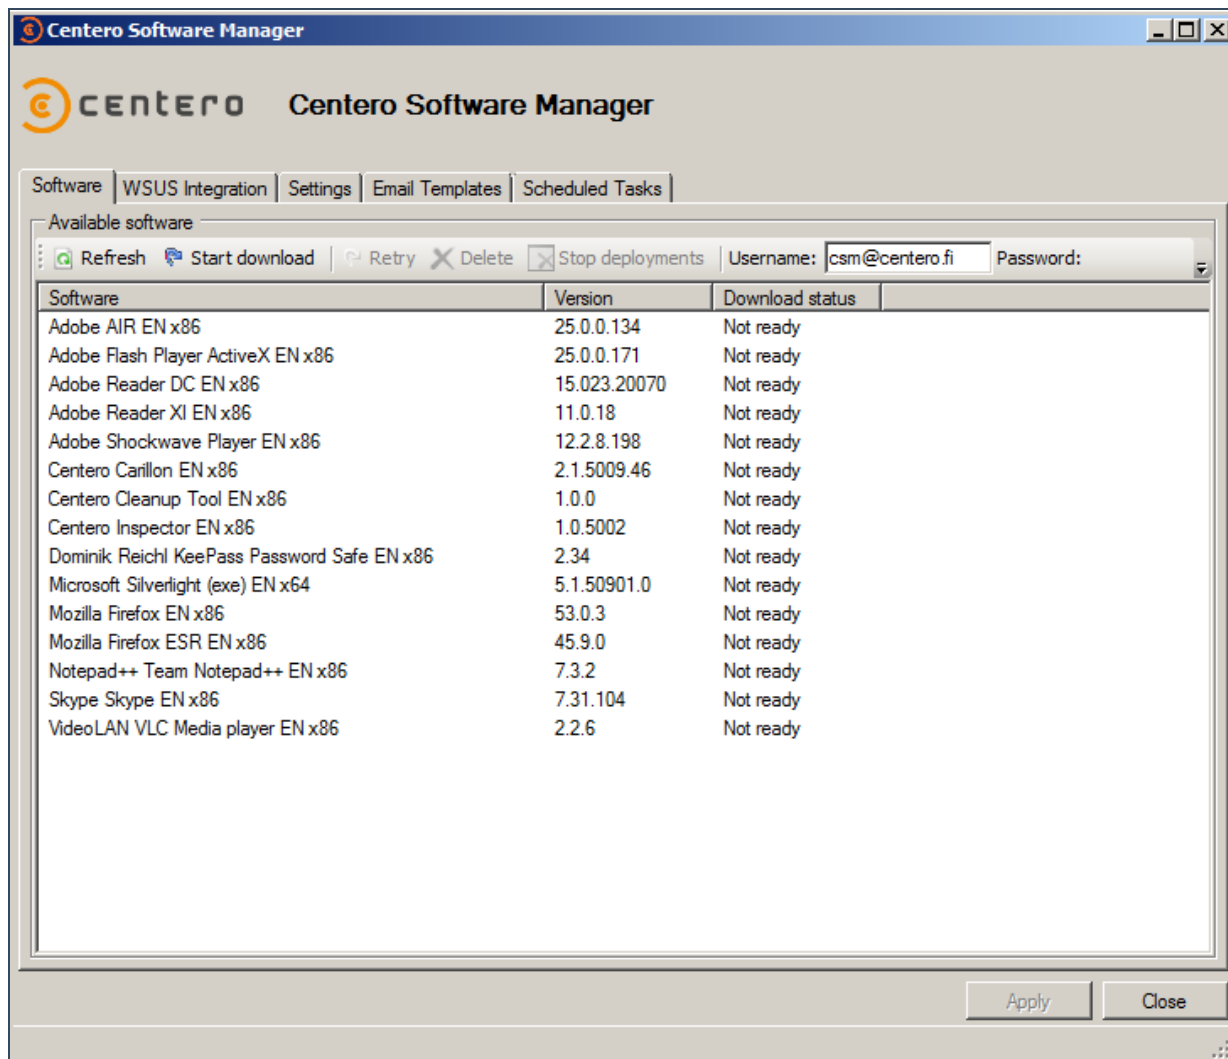 Centero Software Manager
centero Centero Software Manager
Software WSUS Integration Settings Email Templates Scheduled Tasks
Available software
Refresh Start download Retry Delete Stop deployments Username: csm@centero.fi Password:
Software Version Download status
Adobe AIR EN x86 25.0.0.134 Not ready
Adobe Flash Player ActiveX EN x86 25.0.0.171 Not ready
Adobe Reader DC EN x86 15.023.20070 Not ready
Adobe Reader XI EN x86 11.0.18 Not ready
Adobe Shockwave Player EN x86 12.2.8.198 Not ready
Centero Carillon EN x86 2.1.5009.46 Not ready
Centero Cleanup Tool EN x86 1.0.0 Not ready
Centero Inspector EN x86 1.0.5002 Not ready
Dominik Reichl KeePass Password Safe EN x86 2.34 Not ready
Microsoft Silverlight (exe) EN x64 5.1.50901.0 Not ready
Mozilla Firefox EN x86 53.0.3 Not ready
Mozilla Firefox ESR EN x86 45.9.0 Not ready
Notepad++ Team Notepad++ EN x86 7.3.2 Not ready
Skype Skype EN x86 7.31.104 Not ready
VideoLAN VLC Media player EN x86 2.2.6 Not ready
Apply Close